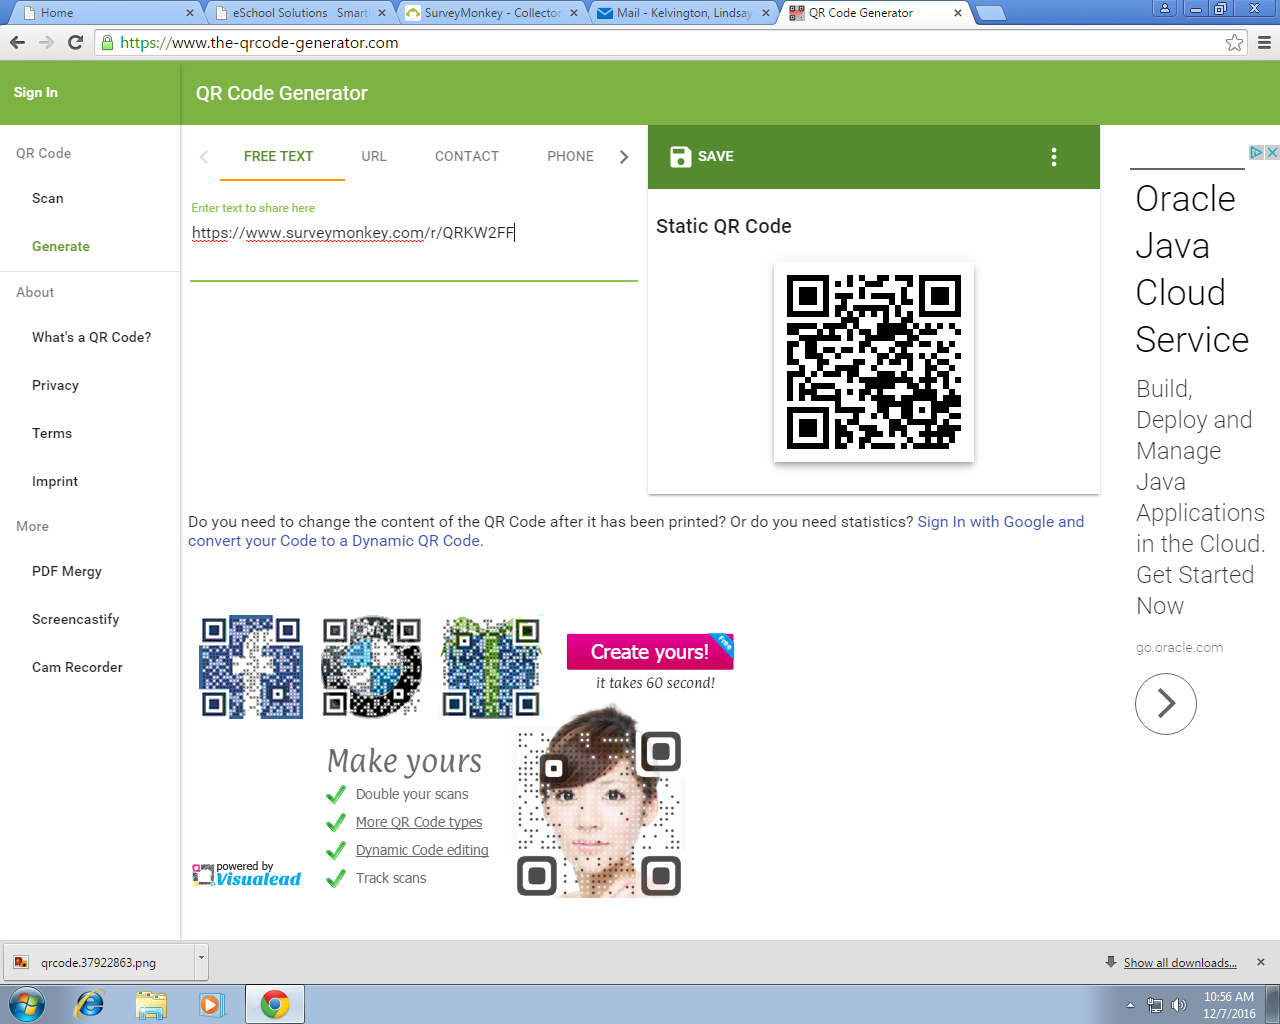 Home
eSchool Solutions Smart
SurveyMonkey - Collector
Mail - Kelvington, Lindsay
QR Code Generator
https://www.the-qrcode-generator.com
Sign In
QR Code Generator
QR Code
Scan
Generate
About
What's a QR Code?
Privacy
Terms
Imprint
More
PDF Mergy
Screencastify
Cam Recorder
FREE TEXT
URL
CONTACT
PHONE
Enter text to share here
https://www.surveymonkey.com/r/QRKW2FF
SAVE
Static QR Code
Do you need to change the content of the QR Code after it has been printed? Or do you need statistics? Sign In with Google and
convert your Code to a Dynamic QR Code.
Create yours!
Free
it takes 60 second!
Make yours
Double your scans
More QR Code types
Dynamic Code editing
Track scans
powered by
Visualead
Oracle
Java
Cloud
Service
Build,
Deploy and
Manage
Java
Applications
in the Cloud.
Get Started
Now
go.oracle.com
qrcode.37922863.png
Show all downloads...
10:56 AM
12/7/2016